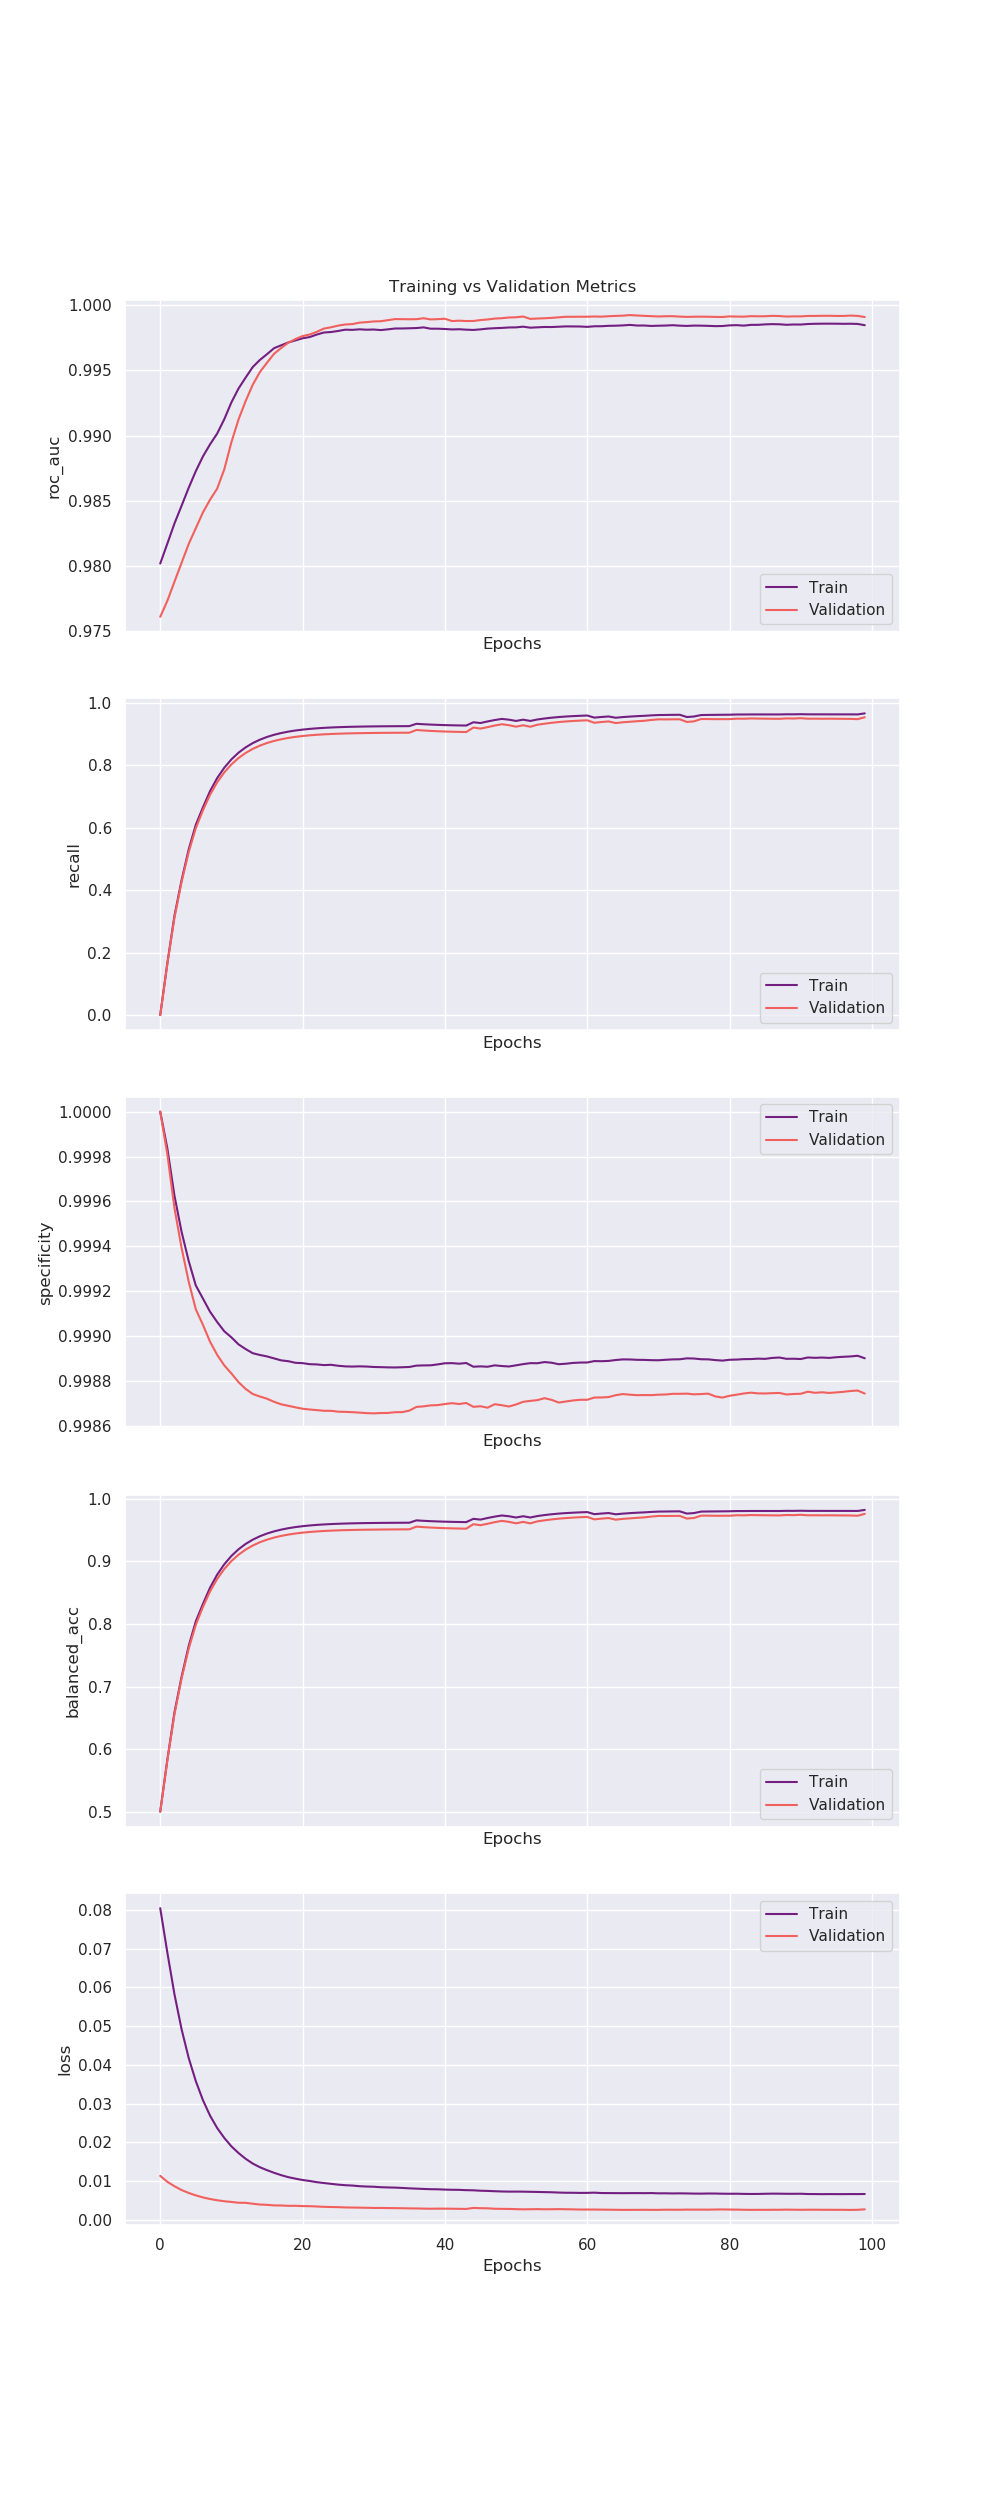 Training vs Validation Metrics
1.000
0.995
0.990
0.985
0.980
0.975
roc_auc
Train
Validation
Epochs
1.0
0.8
0.6
0.4
0.2
0.0
recall
Train
Validation
Epochs
1.0000
0.9998
0.9996
0.9994
0.9992
0.9990
0.9988
0.9986
specificity
Train
Validation
Epochs
1.0
0.9
0.8
0.7
0.6
0.5
balanced_acc
Train
Validation
Epochs
0.08
0.07
0.06
0.05
0.04
0.03
0.02
0.01
0.00
loss
Train
Validation
0 20 40 60 80 100
Epochs